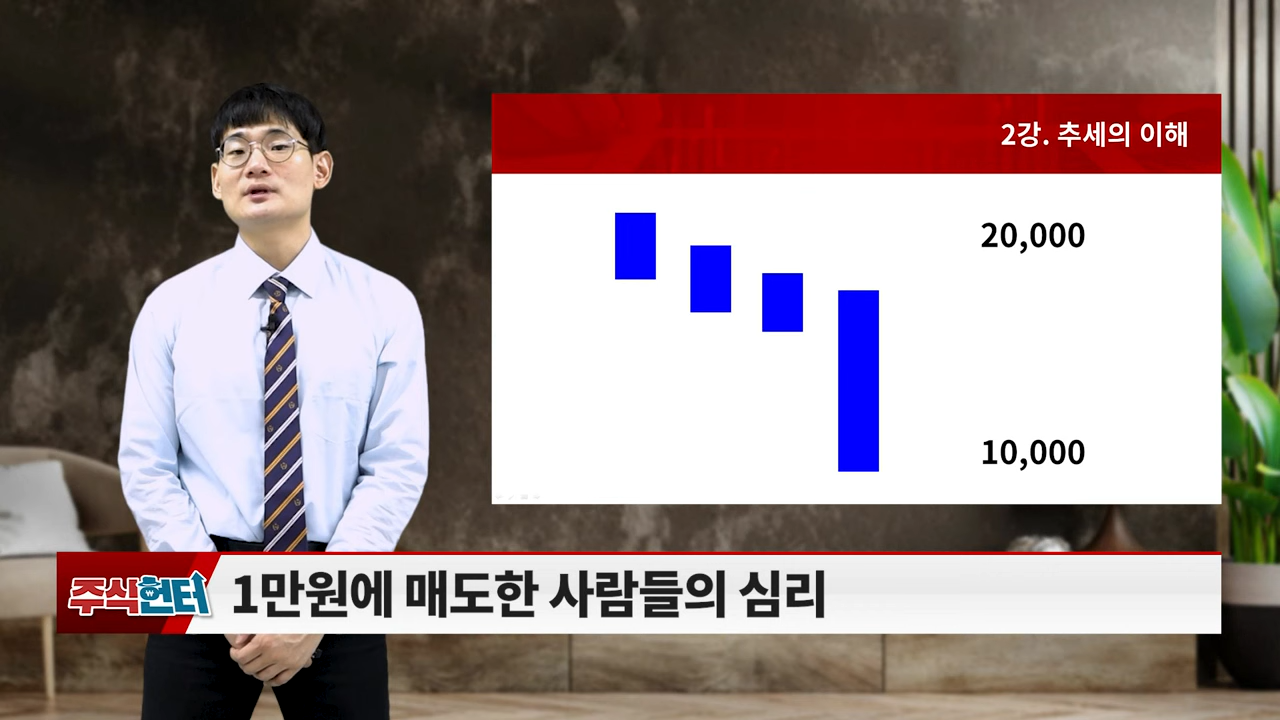 2강. 추세의 이해
20,000
10,000
주식헌터
1만원에 매도한 사람들의 심리